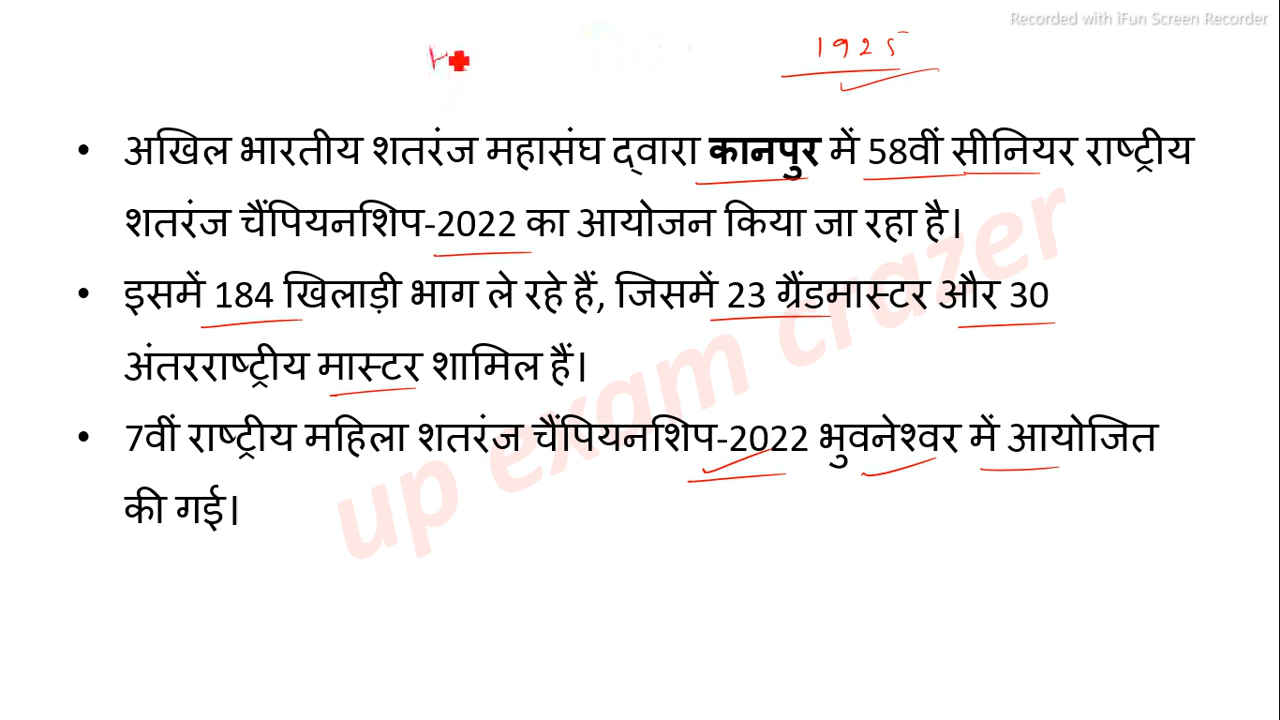 Recorded with iFun Screen Recorder
1925
• अखिल भारतीय शतरंज महासंघ द्वारा कानपुर में 58वीं सीनियर राष्ट्रीय
शतरंज चैंपियनशिप-2022 का आयोजन किया जा रहा है।
• इसमें 184 खिलाड़ी भाग ले रहे हैं, जिसमें 23 ग्रैंडमास्टर और 30
अंतरराष्ट्रीय मास्टर शामिल हैं।
• 7वीं राष्ट्रीय महिला शतरंज चैंपियनशिप-2022 भुवनेश्वर में आयोजित
की गई।
up exam crazer